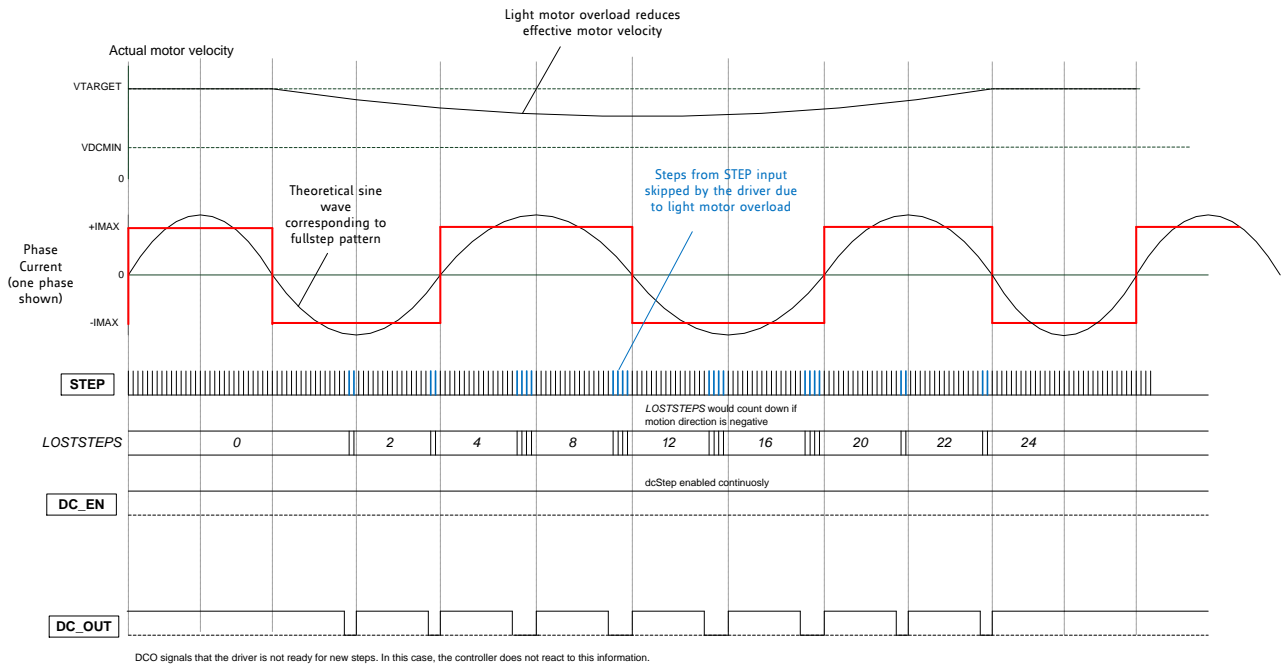 Light motor overload reduces
effective motor velocity
Actual motor velocity
VTARGET
VDCMIN
0
Steps from STEP input
skipped by the driver due
to light motor overload
Theoretical sine
wave
corresponding to
fullstep pattern
+IMAX
Phase
Current
(one phase
shown)
0
-IMAX
STEP
LOSTSTEPS would count down if
motion direction is negative
LOSTSTEPS 0 2 4 8 12 16 20 22 24
dcStep enabled continuosly
DC_EN
DC_OUT
DCO signals that the driver is not ready for new steps. In this case, the controller does not react to this information.